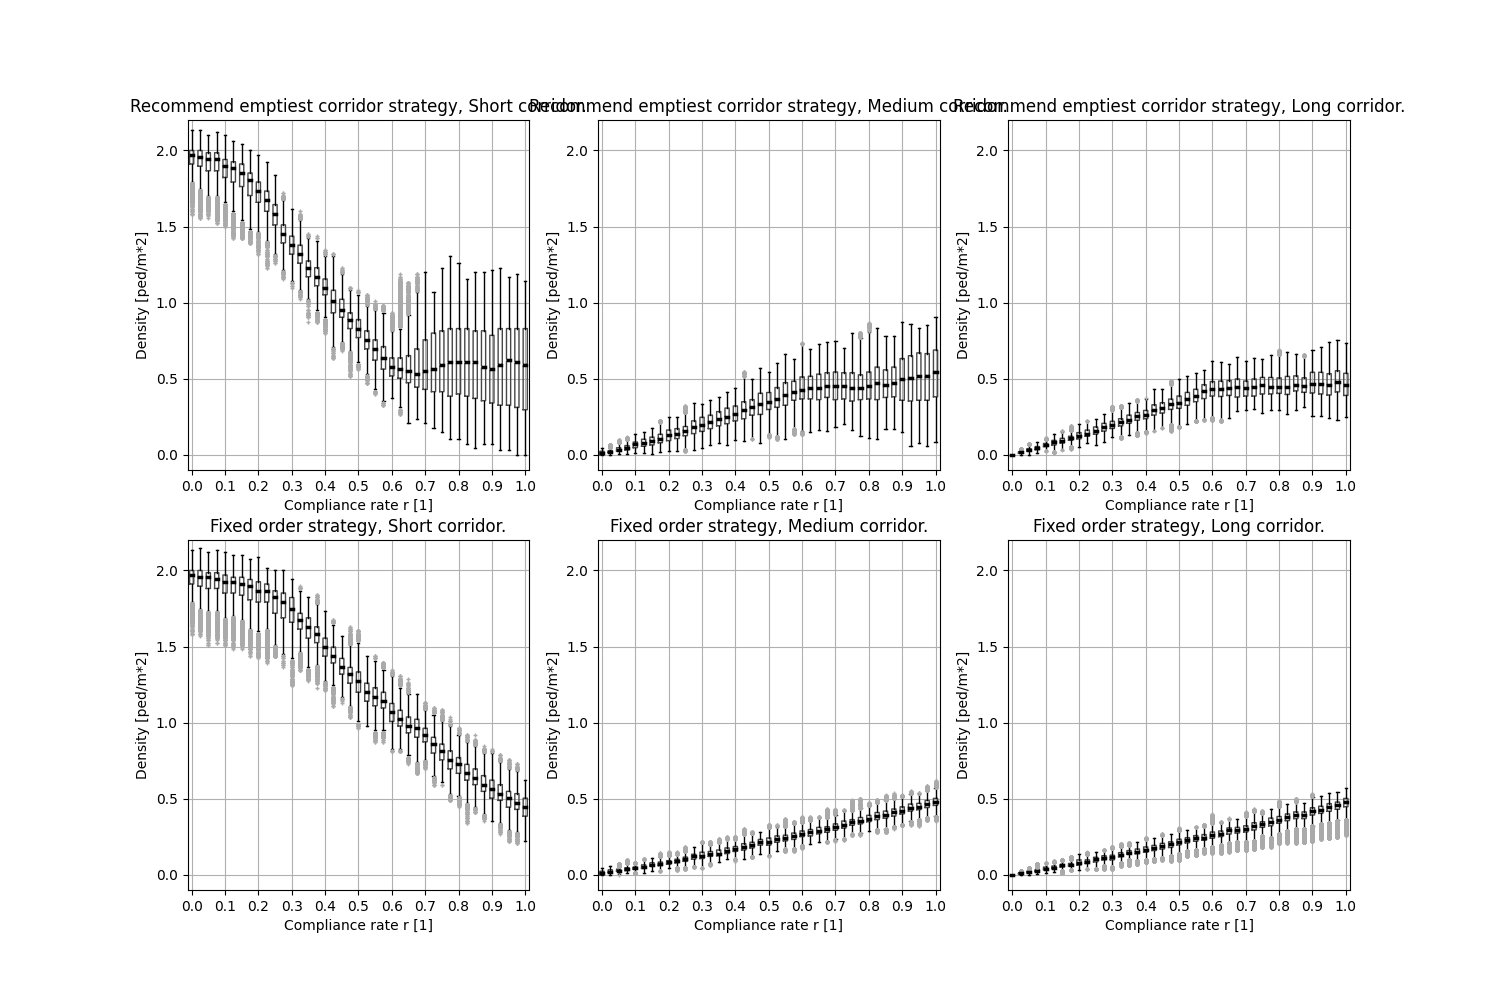 Recommend emptiest corridor strategy, Short corridor.
Recommend emptiest corridor strategy, Medium corridor.
Recommend emptiest corridor strategy, Long corridor.
Density [ped/m*2]
2.0
1.5
1.0
0.5
0.0
0.0 0.1 0.2 0.3 0.4 0.5 0.6 0.7 0.8 0.9 1.0
Compliance rate r [1]
Density [ped/m*2]
2.0
1.5
1.0
0.5
0.0
0.0 0.1 0.2 0.3 0.4 0.5 0.6 0.7 0.8 0.9 1.0
Compliance rate r [1]
Density [ped/m*2]
2.0
1.5
1.0
0.5
0.0
0.0 0.1 0.2 0.3 0.4 0.5 0.6 0.7 0.8 0.9 1.0
Compliance rate r [1]
Fixed order strategy, Short corridor.
Density [ped/m*2]
2.0
1.5
1.0
0.5
0.0
0.0 0.1 0.2 0.3 0.4 0.5 0.6 0.7 0.8 0.9 1.0
Compliance rate r [1]
Fixed order strategy, Medium corridor.
Density [ped/m*2]
2.0
1.5
1.0
0.5
0.0
0.0 0.1 0.2 0.3 0.4 0.5 0.6 0.7 0.8 0.9 1.0
Compliance rate r [1]
Fixed order strategy, Long corridor.
Density [ped/m*2]
2.0
1.5
1.0
0.5
0.0
0.0 0.1 0.2 0.3 0.4 0.5 0.6 0.7 0.8 0.9 1.0
Compliance rate r [1]